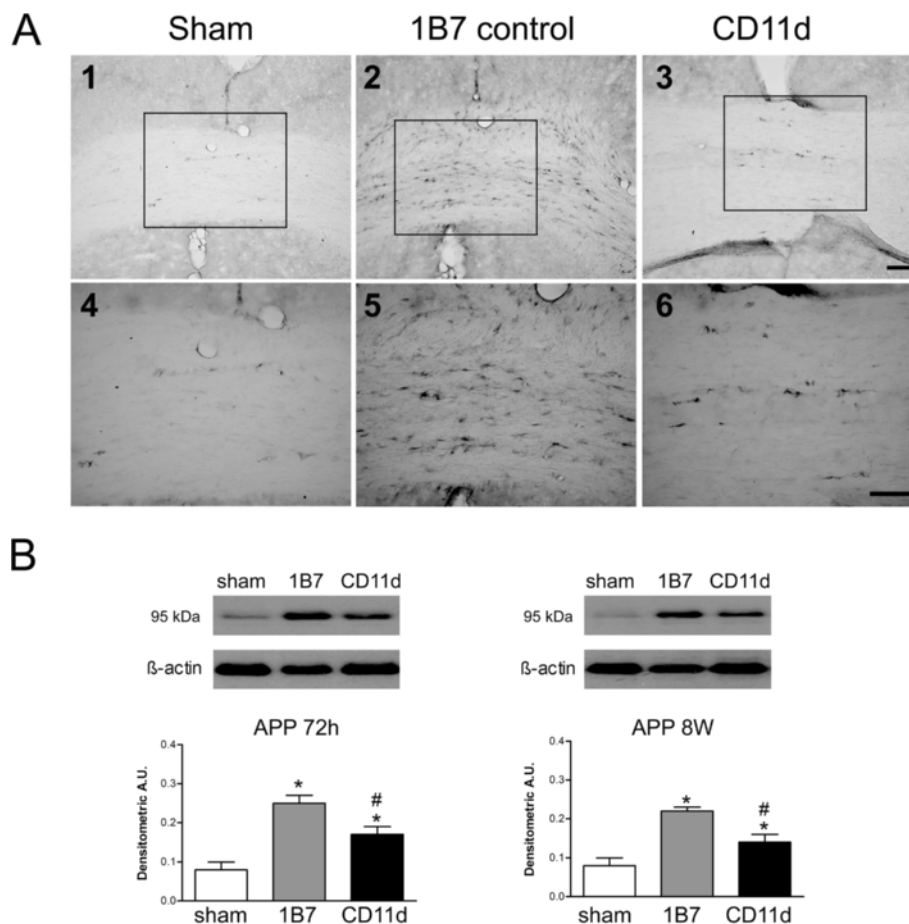 A
Sham
1B7 control
CD11d
1
2
3
4
5
6
B
sham 1B7 CD11d
95 kDa
ß-actin
APP 72h
Densitometric A.U.
0.4
0.3
0.2
0.1
0.0
*
#
*
sham 1B7 CD11d
sham 1B7 CD11d
95 kDa
ß-actin
APP 8W
Densitometric A.U.
0.4
0.3
0.2
0.1
0.0
*
#
*
sham 1B7 CD11d